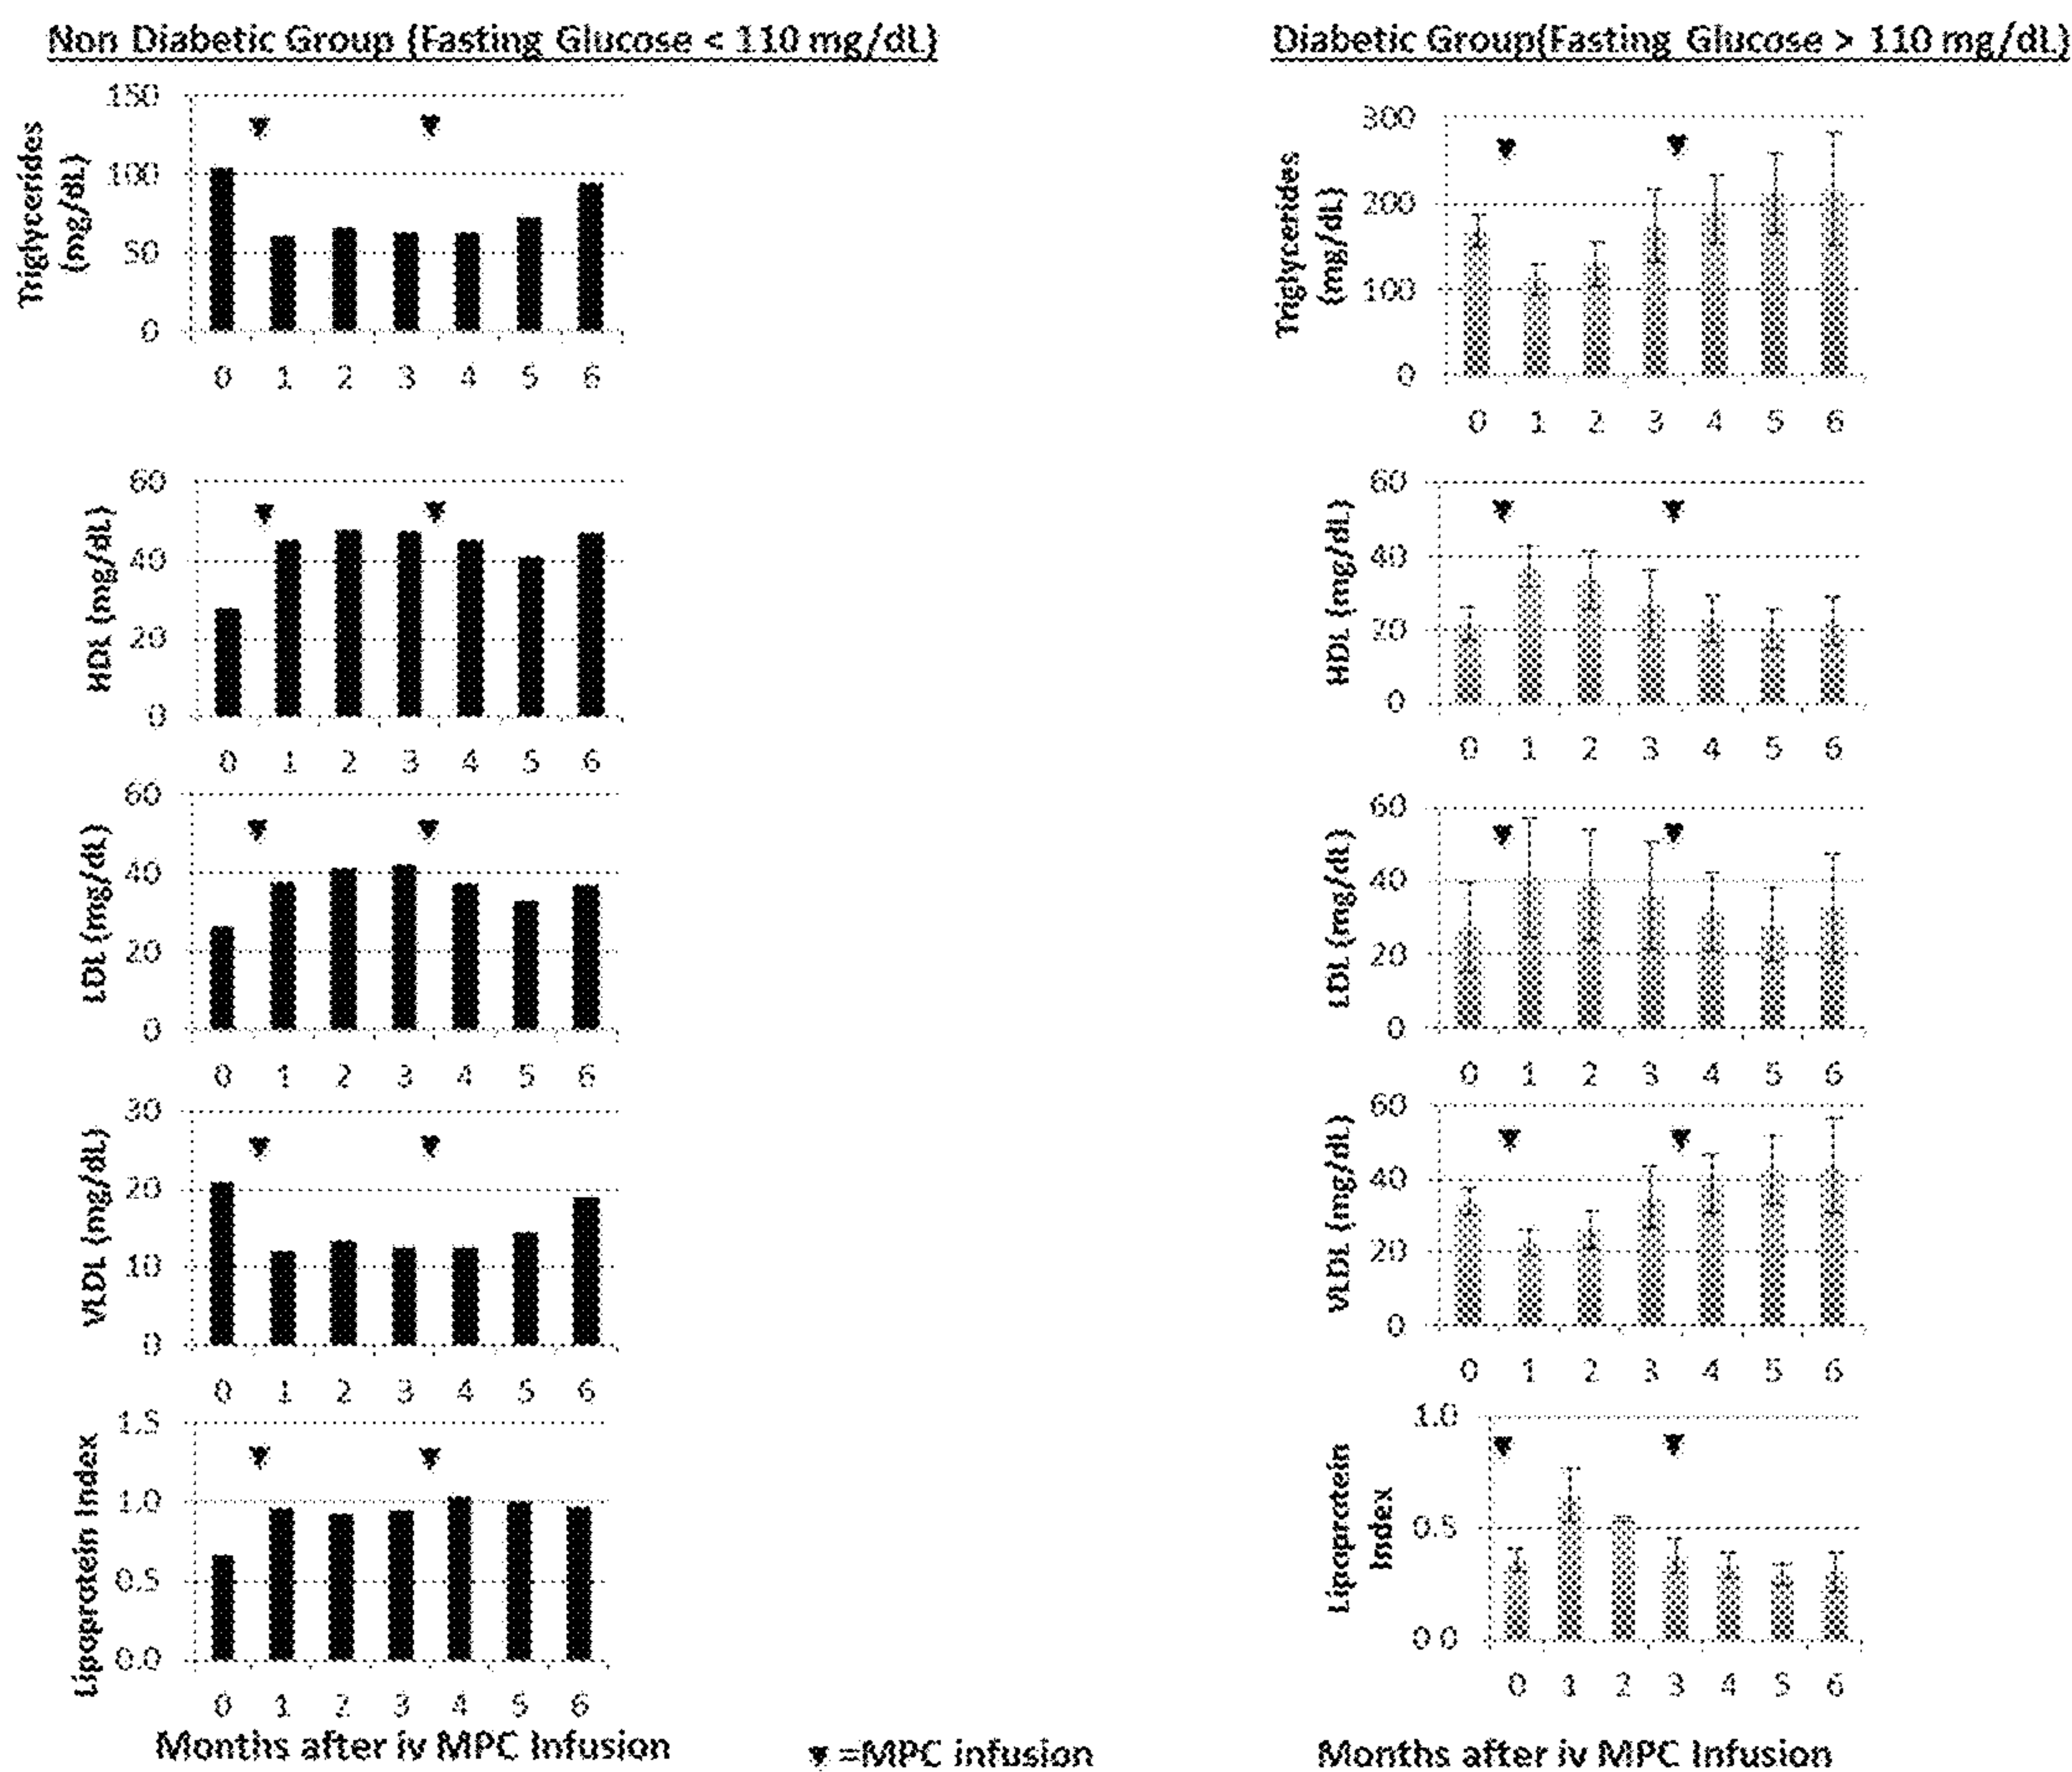 Non Diabetic Group (Fasting Glucose < 110 mg/dL)
Triglycerides
(mg/dL)
150
100
50
0
0 1 2 3 4 5 6
HDL (mg/dL)
60
40
20
0
0 1 2 3 4 5 6
LDL (mg/dL)
60
40
20
0
0 1 2 3 4 5 6
VLDL (mg/dL)
30
20
10
0
0 1 2 3 4 5 6
Lipoprotein Index
1.5
1.0
0.5
0.0
0 1 2 3 4 5 6
Months after iv MPC Infusion
=MPC infusion
Diabetic Group(Fasting Glucose > 110 mg/dL)
Triglycerides
(mg/dL)
300
200
100
0
0 1 2 3 4 5 6
HDL (mg/dL)
60
40
20
0
0 1 2 3 4 5 6
LDL (mg/dL)
60
40
20
0
0 1 2 3 4 5 6
VLDL (mg/dL)
60
40
20
0
0 1 2 3 4 5 6
Lipoprotein
Index
1.0
0.5
0.0
0 1 2 3 4 5 6
Months after iv MPC Infusion